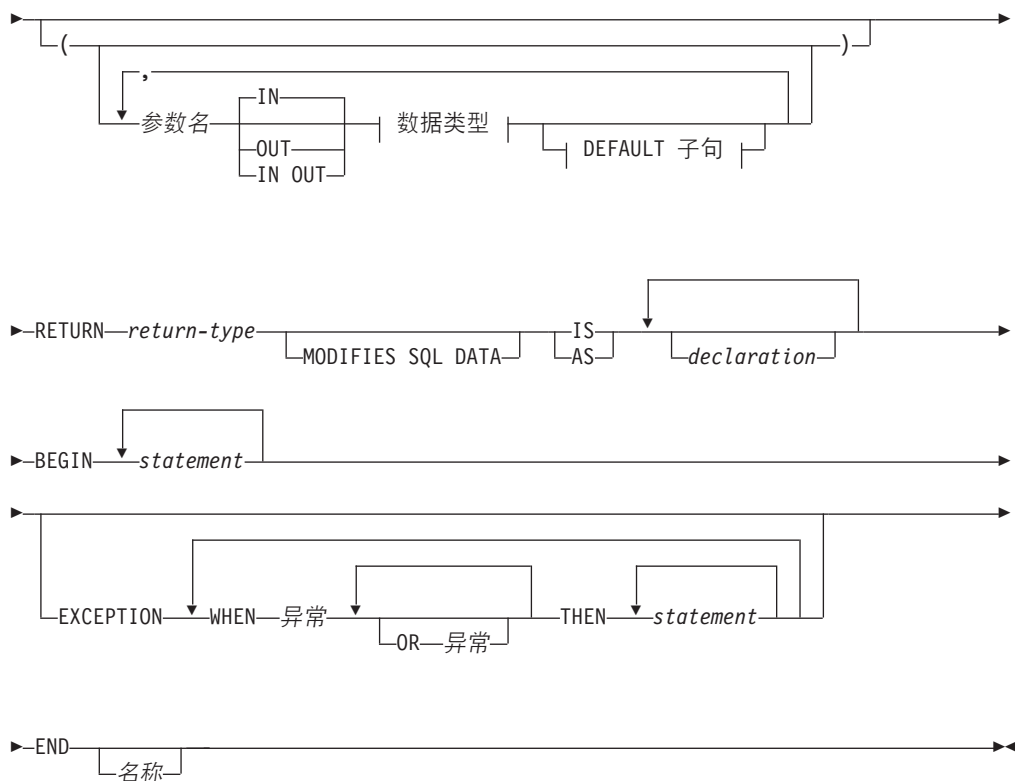 ( )
,
IN
参数名 数据类型
OUT DEFAULT 子句
IN OUT
RETURN return-type IS
MODIFIES SQL DATA AS declaration
BEGIN statement
EXCEPTION WHEN 异常 THEN statement
OR 异常
END
名称